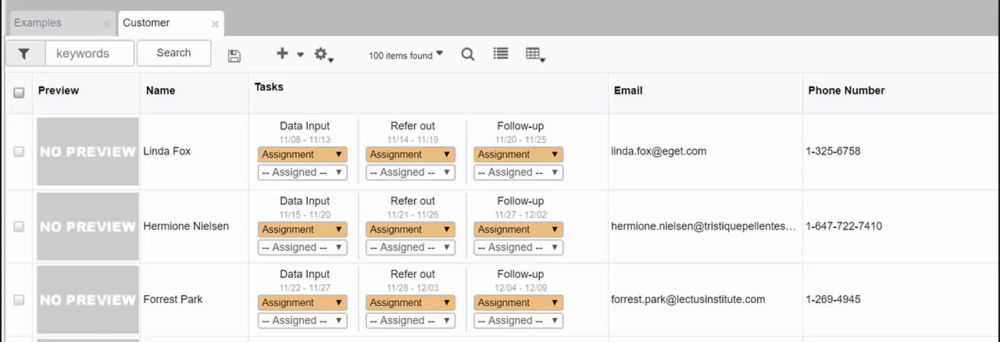 Examples
Customer
keywords
Search
100 items found
Preview Name Tasks Email Phone Number
NO PREVIEW
Linda Fox
Data Input Refer out Follow-up
11/08 - 11/13 11/14 - 11/19 11/20 - 11/25
Assignment Assignment Assignment
-- Assigned -- -- Assigned -- -- Assigned --
linda.fox@eget.com
1-325-6758
NO PREVIEW
Hermione Nielsen
Data Input Refer out Follow-up
11/15 - 11/20 11/21 - 11/26 11/27 - 12/02
Assignment Assignment Assignment
-- Assigned -- -- Assigned -- -- Assigned --
hermione.nielsen@tristiquepellentes...
1-647-722-7410
NO PREVIEW
Forrest Park
Data Input Refer out Follow-up
11/22 - 11/27 11/28 - 12/03 12/04 - 12/09
Assignment Assignment Assignment
-- Assigned -- -- Assigned -- -- Assigned --
forrest.park@lectusinstitute.com
1-269-4945